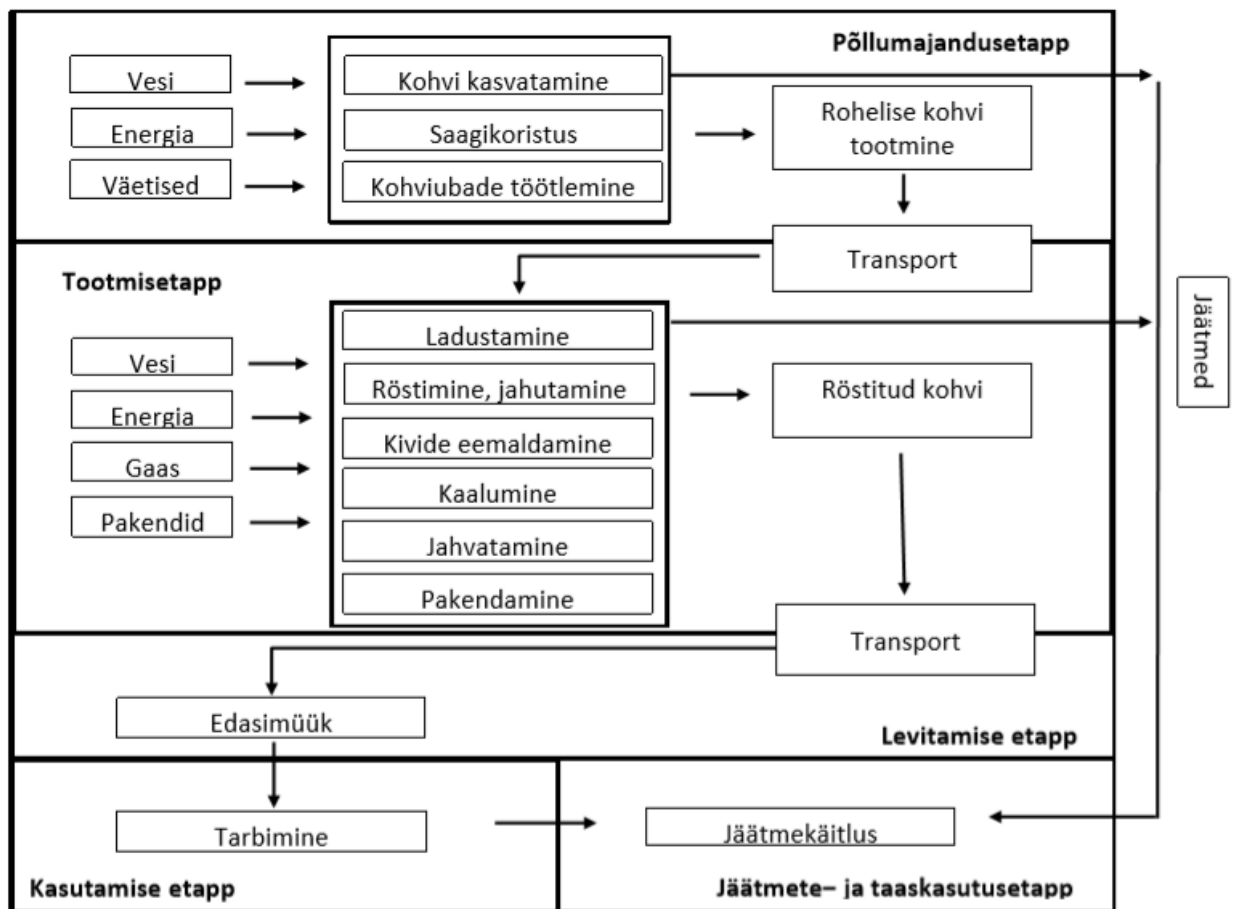 Põllumajandusetapp
Vesi
Energia
Väetised
Kohvi kasvatamine
Saagikoristus
Kohviubade töötlemine
Rohelise kohvi
tootmine
Transport
Tootmisetapp
Vesi
Energia
Gaas
Pakendid
Ladustamine
Röstimine, jahutamine
Kivide eemaldamine
Kaalumine
Jahvatamine
Pakendamine
Röstitud kohvi
Jäätmed
Transport
Edasimüük
Levitamise etapp
Tarbimine
Kasutamise etapp
Jäätmekäitlus
Jäätmete– ja taaskasutusetapp